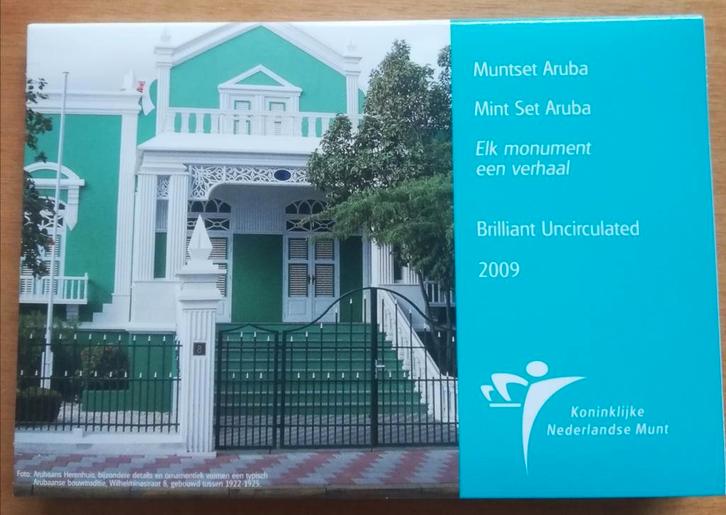 Muntset Aruba
Mint Set Aruba
Elk monument
een verhaal
Brilliant Uncirculated
2009
Koninklijke
Nederlandse Munt
8
Foto: Arubaans Herenhuis, bijzondere details en ornamentiek vormen een typisch
Arubaanse bouwtraditie, Wilhelminastraat 8, gebouwd tussen 1922-1925.